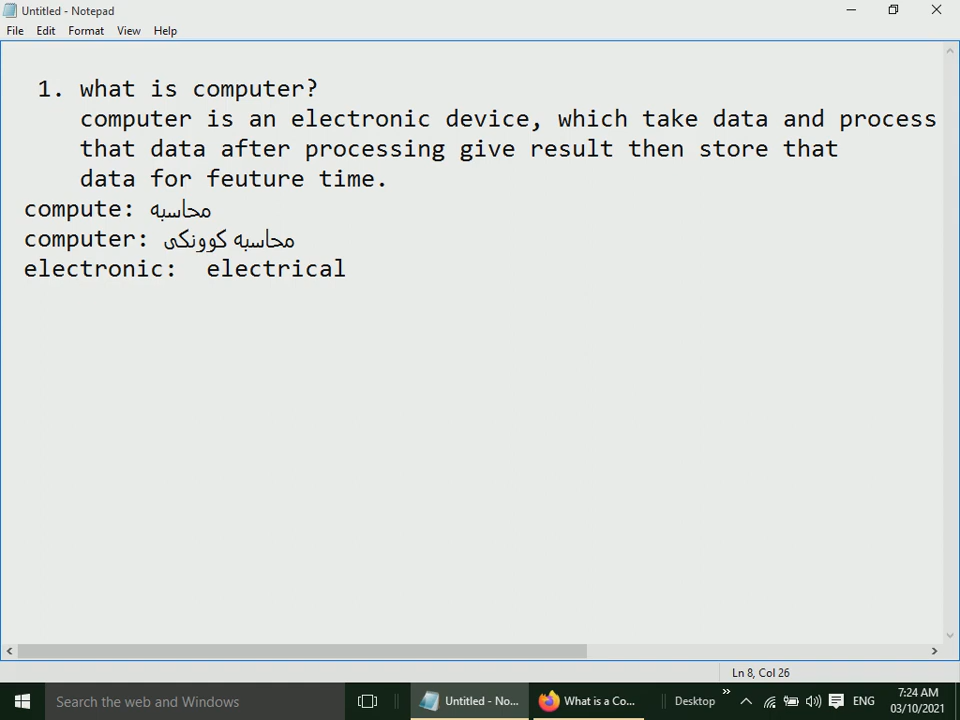 Untitled - Notepad
File Edit Format View Help
1. what is computer?
computer is an electronic device, which take data and process
that data after processing give result then store that
data for feuture time.
compute: محاسبه
computer: محاسبه کوونکی
electronic: electrical
Ln 8, Col 26
Search the web and Windows
Untitled - No...
What is a Co...
Desktop
ENG
7:24 AM
03/10/2021